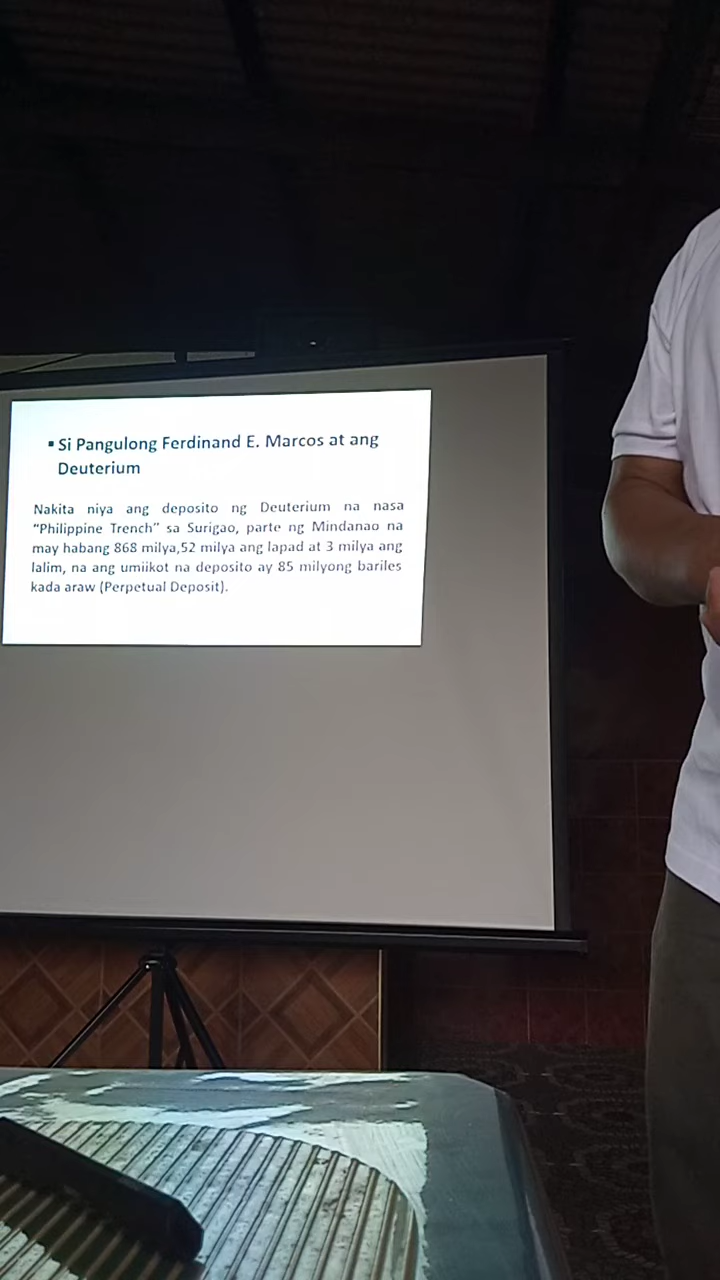 ▪ Si Pangulong Ferdinand E. Marcos at ang
Deuterium
Nakita niya ang deposito ng Deuterium na nasa
“Philippine Trench” sa Surigao, parte ng Mindanao na
may habang 868 milya,52 milya ang lapad at 3 milya ang
lalim, na ang umiikot na deposito ay 85 milyong bariles
kada araw (Perpetual Deposit).